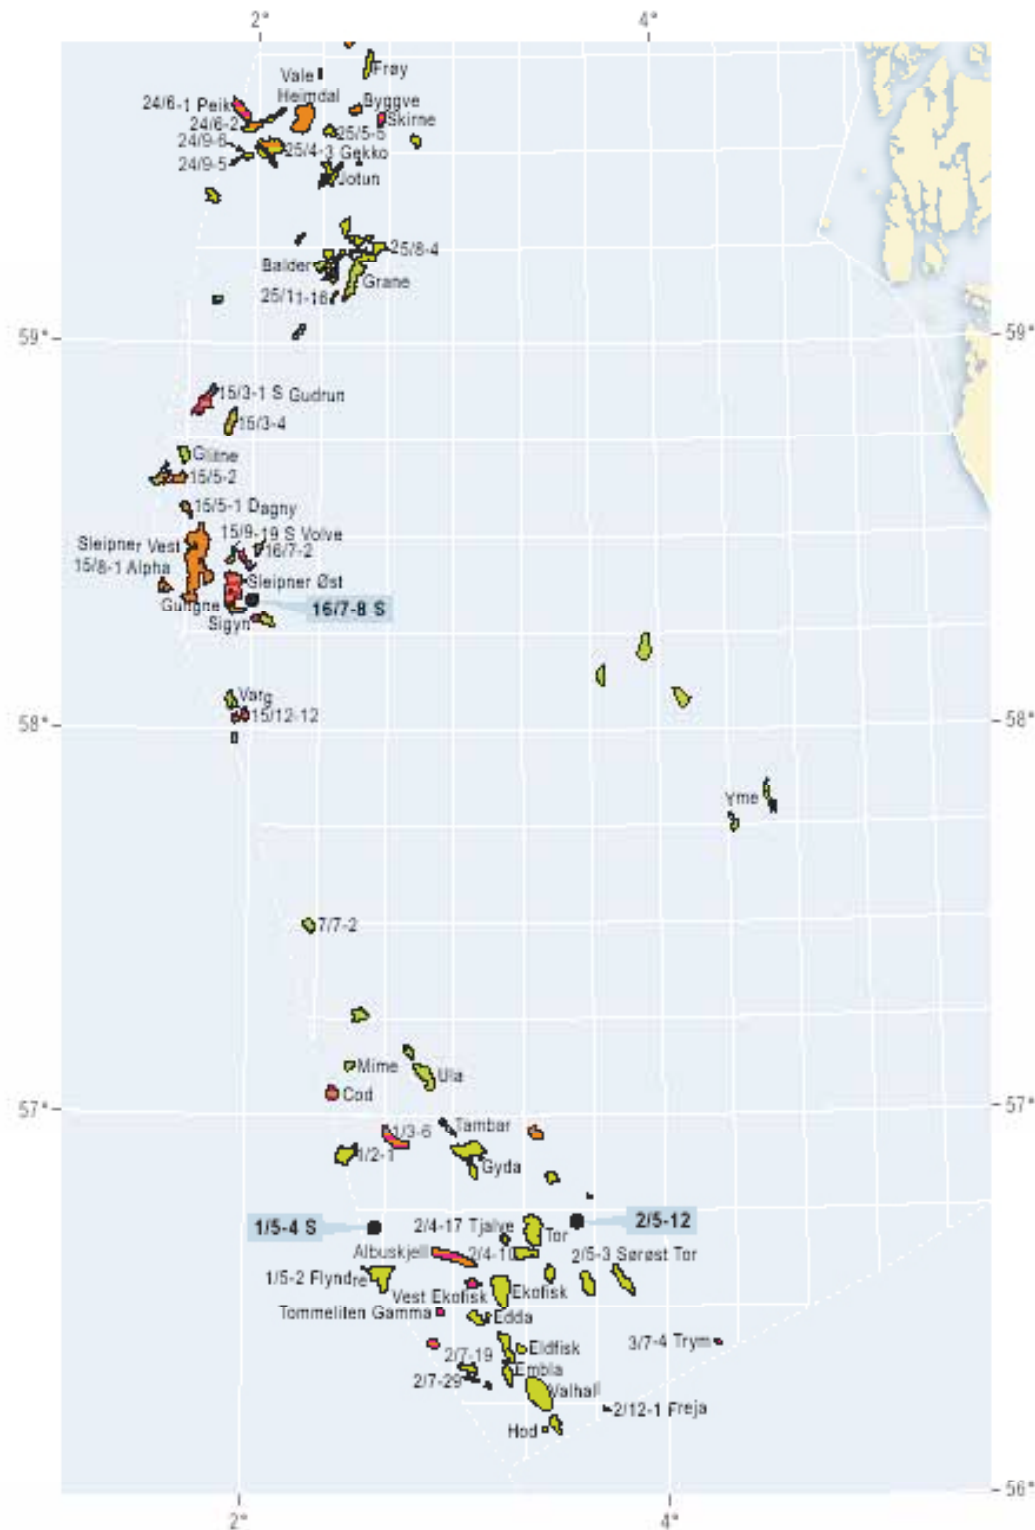 2°
4°
Vale
Frøy
Heimdal
24/6-1 Peik
Byggve
24/6-2
Skirne
25/5-5
24/9-6
25/4-3 Gekko
24/9-5
Jotun
25/8-4
Balder
Grane
25/11-16
59°
59°
15/3-1 S Gudrun
15/3-4
Glitne
15/5-2
15/5-1 Dagny
15/9-19 S Volve
Sleipner Vest
16/7-2
15/8-1 Alpha
Sleipner Øst
Gungne
16/7-8 S
Sigyn
Varg
15/12-12
58°
58°
Yme
7/7-2
Mime
Ula
Cod
57°
57°
1/3-6
Tambar
1/2-1
Gyda
1/5-4 S
2/4-17 Tjalve
2/5-12
Tor
Albuskjell
2/4-10
2/5-3 Sørøst Tor
1/5-2 Flyndre
Vest Ekofisk
Ekofisk
Tommeliten Gamma
Edda
3/7-4 Trym
Eldfisk
2/7-19
Embla
2/7-29
Valhall
2/12-1 Freja
Hod
56°
2°
4°